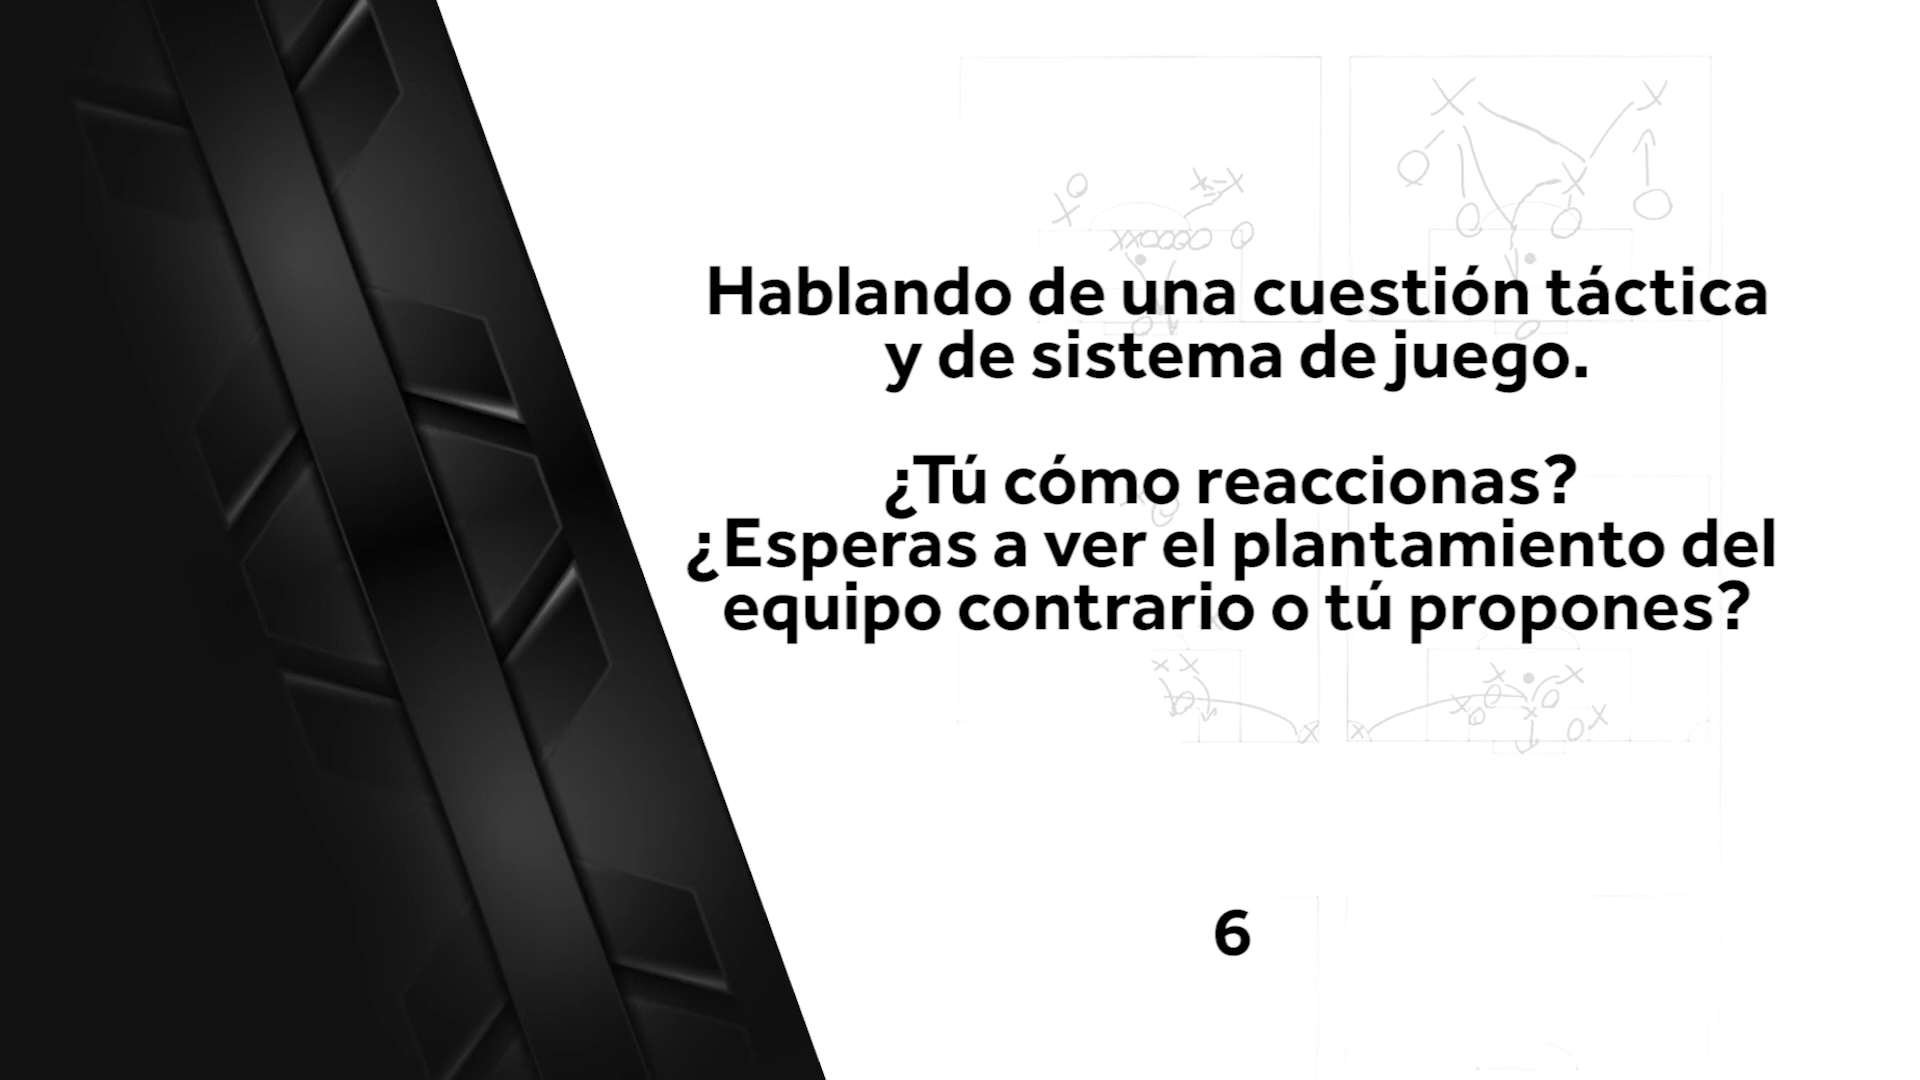 Hablando de una cuestión táctica
y de sistema de juego.
¿Tú cómo reaccionas?
¿Esperas a ver el plantamiento del
equipo contrario o tú propones?
6